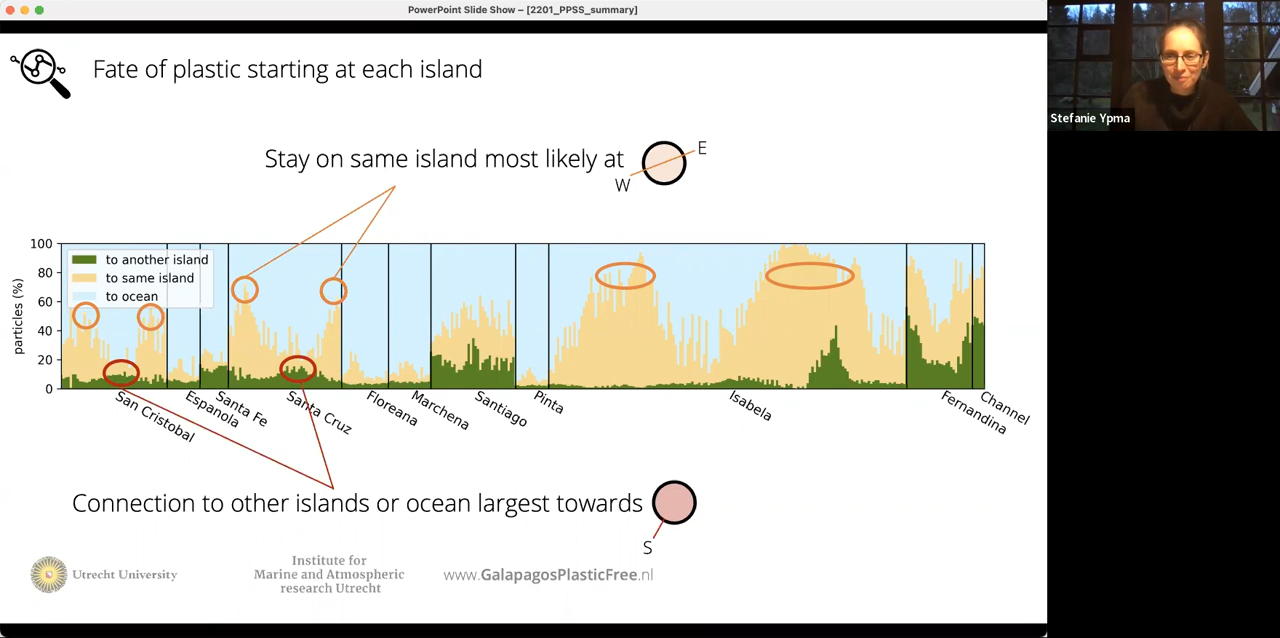 PowerPoint Slide Show – [2201_PPSS_summary]
Stefanie Ypma
Fate of plastic starting at each island
Stay on same island most likely at
E
W
100
80
60
40
20
0
particles (%)
to another island
to same island
to ocean
San Cristobal
Espanola
Santa Fe
Santa Cruz
Floreana
Marchena
Santiago
Pinta
Isabela
Fernandina
Channel
Connection to other islands or ocean largest towards
S
Utrecht University
Institute for
Marine and Atmospheric
research Utrecht
www.GalapagosPlasticFree.nl